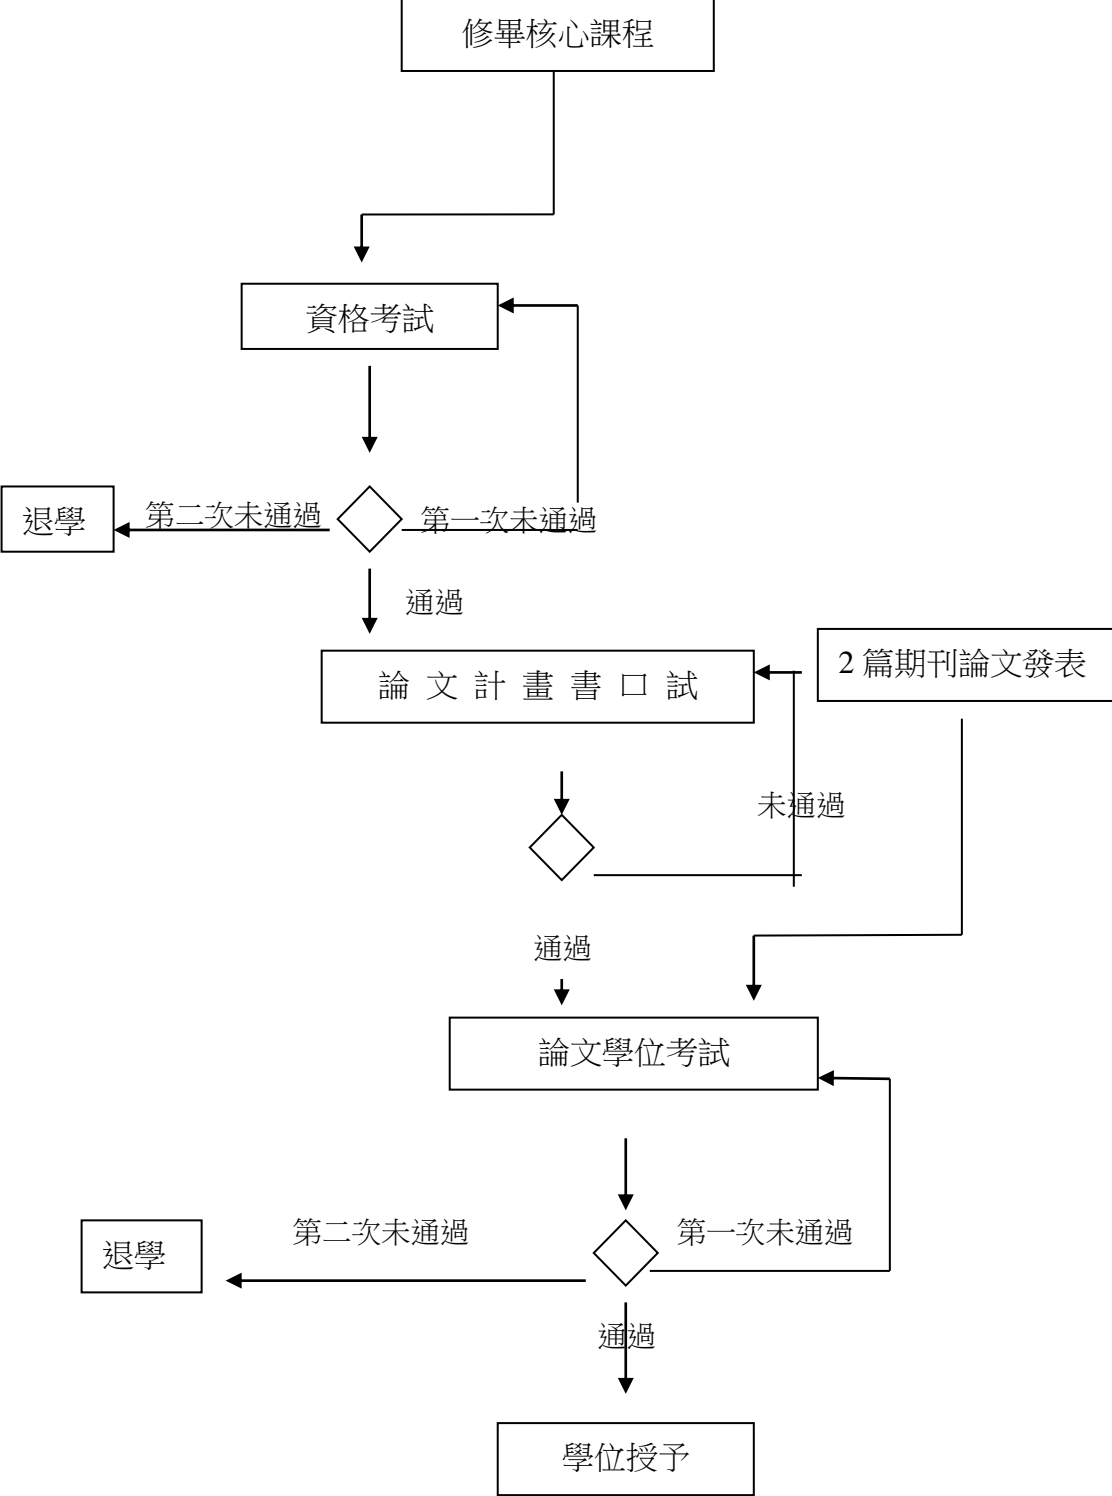 修畢核心課程
資格考試
退學
第二次未通過
第一次未通過
通過
2 篇期刊論文發表
論 文 計 畫 書 口 試
未通過
通過
論文學位考試
第二次未通過
第一次未通過
退學
通過
學位授予